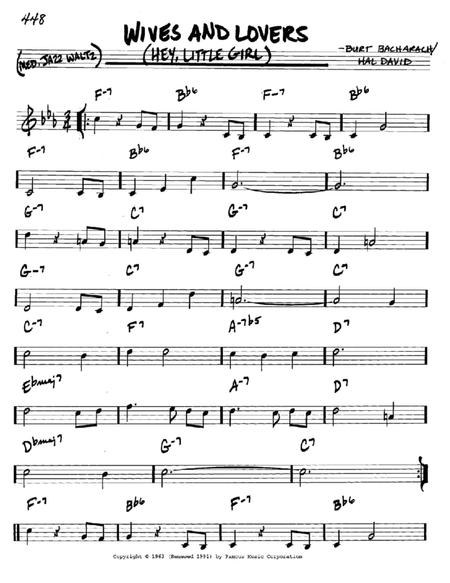 448
WIVES AND LOVERS
(HEY, LITTLE GIRL)
(MED. JAZZ WALTZ)
-BURT BACHARACH/
HAL DAVID
F-7 Bb6 F-7 Bb6
F-7 Bb6 F-7 Bb6
G-7 C7 G-7 C7
G-7 C7 G-7 C7
C-7 F7 A-7b5 D7
Ebmaj7 A-7 D7
Dbmaj7 G-7 C7
F-7 Bb6 F-7 Bb6
Copyright © 1963 (Renewed 1991) by Famous Music Corporation